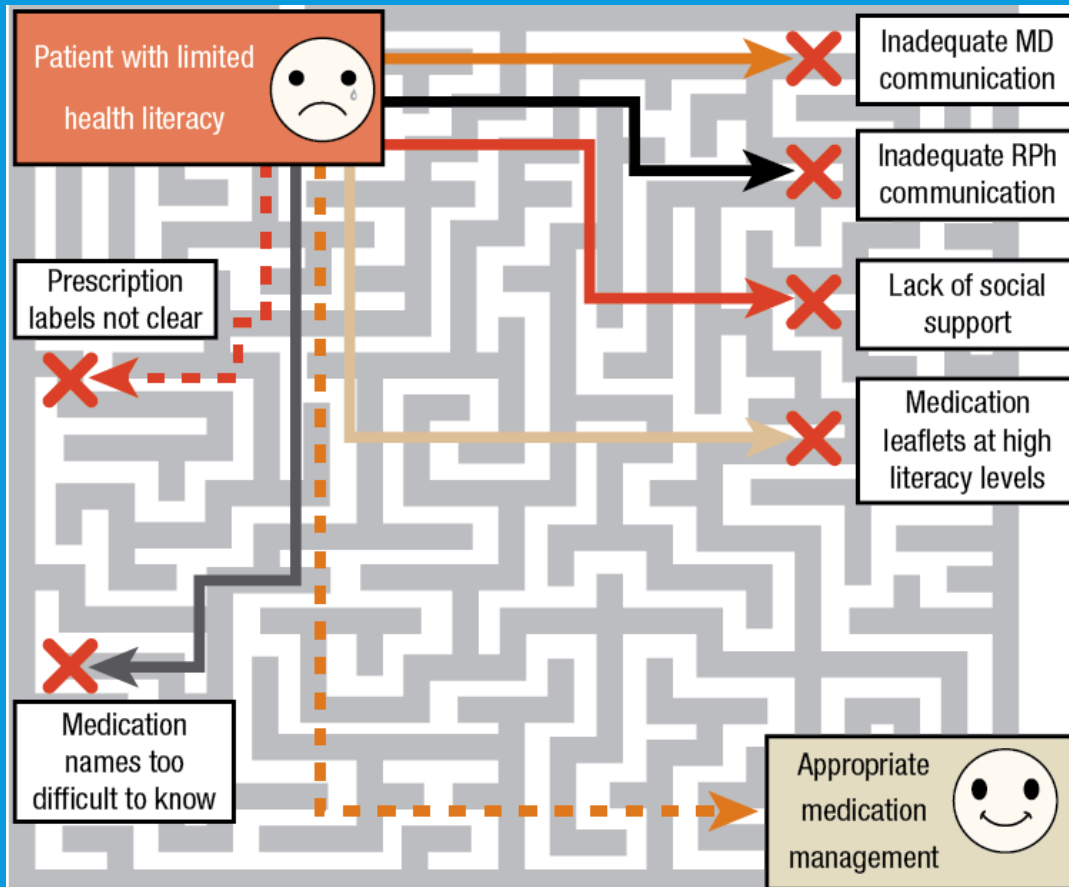 Patient with limited
health literacy
Inadequate MD
communication
Inadequate RPh
communication
Prescription
labels not clear
Lack of social
support
Medication
leaflets at high
literacy levels
Medication
names too
difficult to know
Appropriate
medication
management